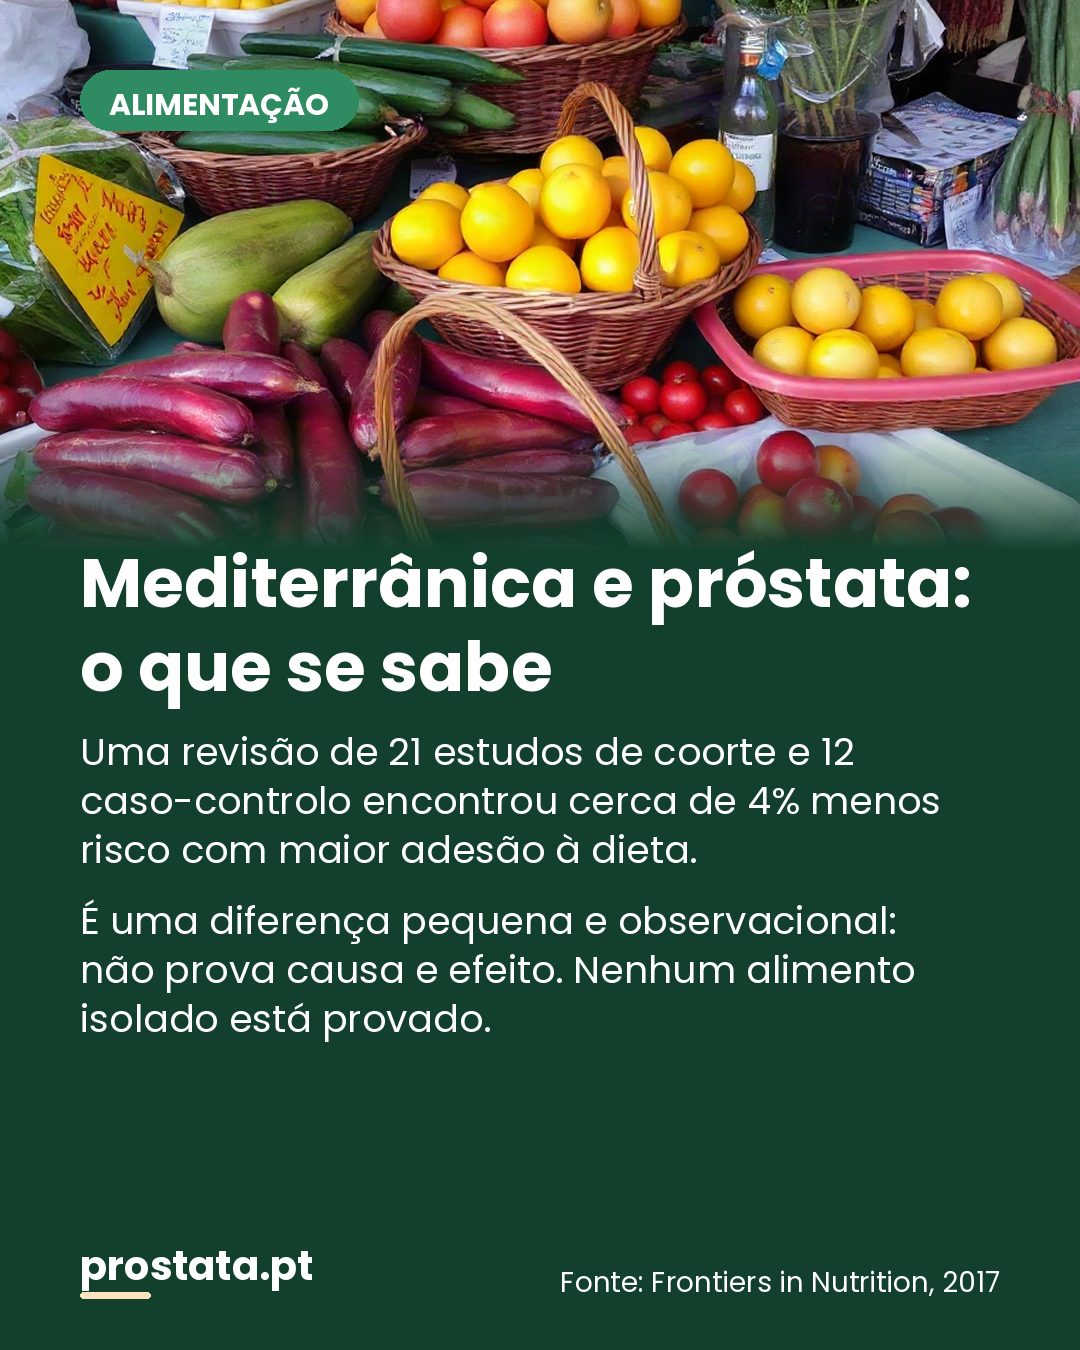 ALIMENTAÇÃO
Mediterrânica e próstata:
o que se sabe
Uma revisão de 21 estudos de coorte e 12
caso-controlo encontrou cerca de 4% menos
risco com maior adesão à dieta.
É uma diferença pequena e observacional:
não prova causa e efeito. Nenhum alimento
isolado está provado.
prostata.pt
Fonte: Frontiers in Nutrition, 2017